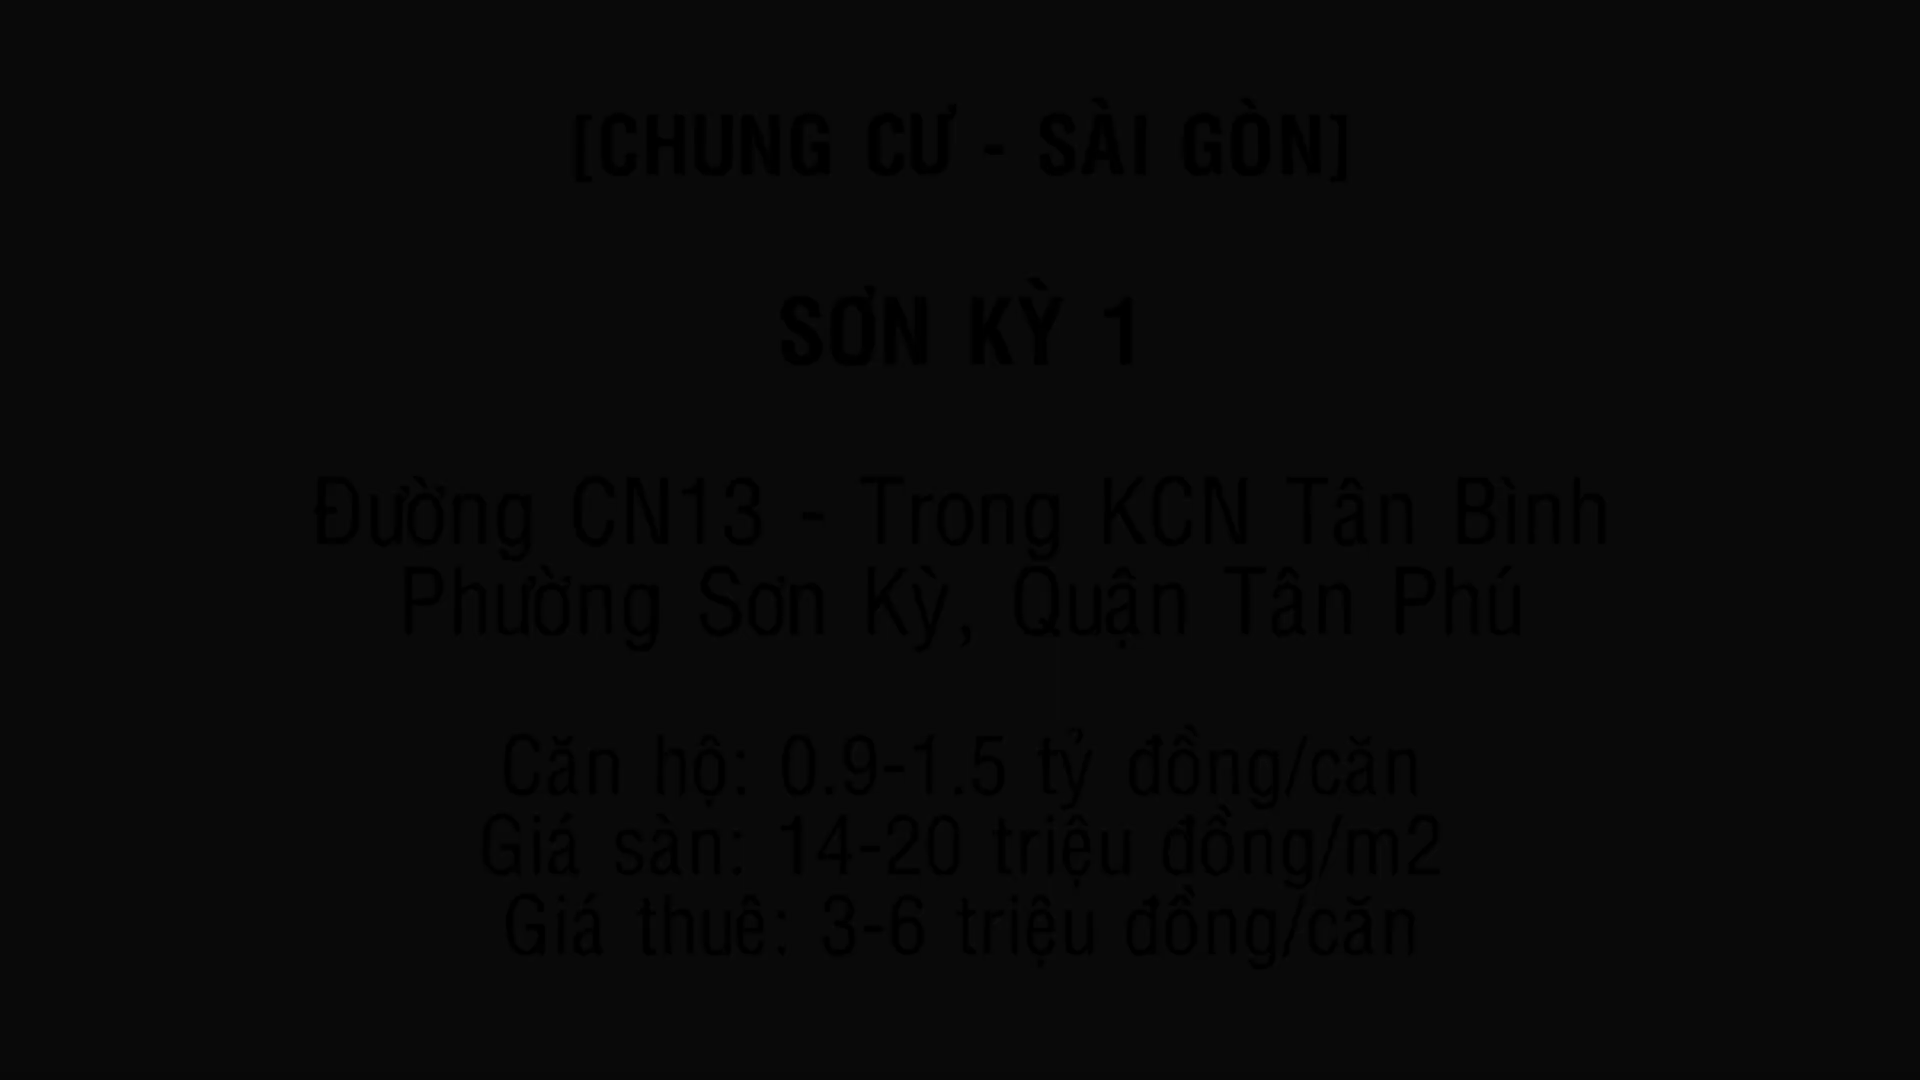 [CHUNG CƯ - SÀI GÒN]
SƠN KỲ 1
Đường CN13 - Trong KCN Tân Bình
Phường Sơn Kỳ, Quận Tân Phú
Căn hộ: 0.9-1.5 tỷ đồng/căn
Giá sàn: 14-20 triệu đồng/m2
Giá thuê: 3-6 triệu đồng/căn